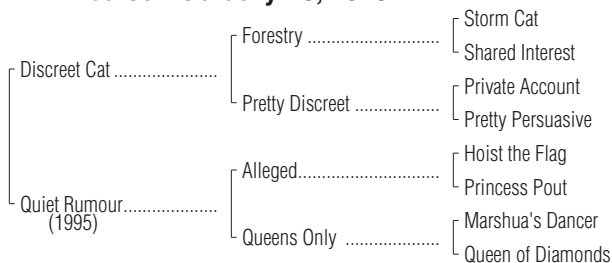 Storm Cat
Forestry ..................................
Shared Interest
Discreet Cat .....................
Private Account
Pretty Discreet ......................
Pretty Persuasive
Hoist the Flag
Alleged....................................
Princess Pout
Quiet Rumour...................
(1995)
Marshua's Dancer
Queens Only ........................
Queen of Diamonds